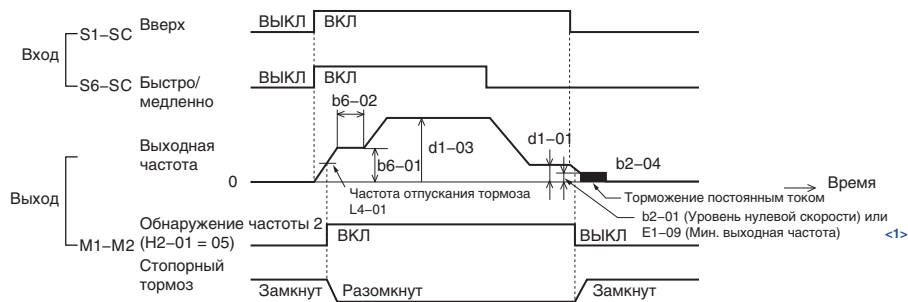 ВЫКЛ ВКЛ
Вверх
S1–SC
Вход
ВЫКЛ ВКЛ
S6–SC Быстро/
медленно
b6–02
d1–01
Выходная
частота
d1–03
b6–01
b2–04
0
Частота отпускания тормоза
L4–01
Торможение постоянным током
Время
Выход
b2–01 (Уровень нулевой скорости) или
E1–09 (Мин. выходная частота) <1>
Обнаружение частоты 2
M1–M2 (H2–01 = 05)
ВКЛ ВЫКЛ
Стопорный
тормоз
Замкнут Разомкнут Замкнут